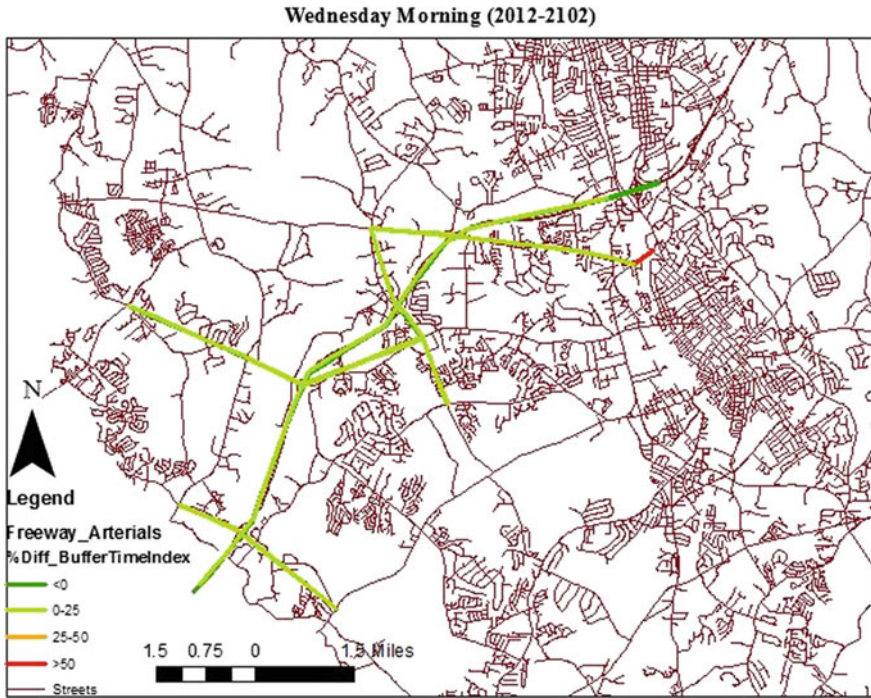 Wednesday Morning (2012-2102)
N
Legend
Freeway_Arterials
%Diff_BufferTimeIndex
<0
0-25
25-50
>50
Streets
1.5 0.75 0 1.5 Miles